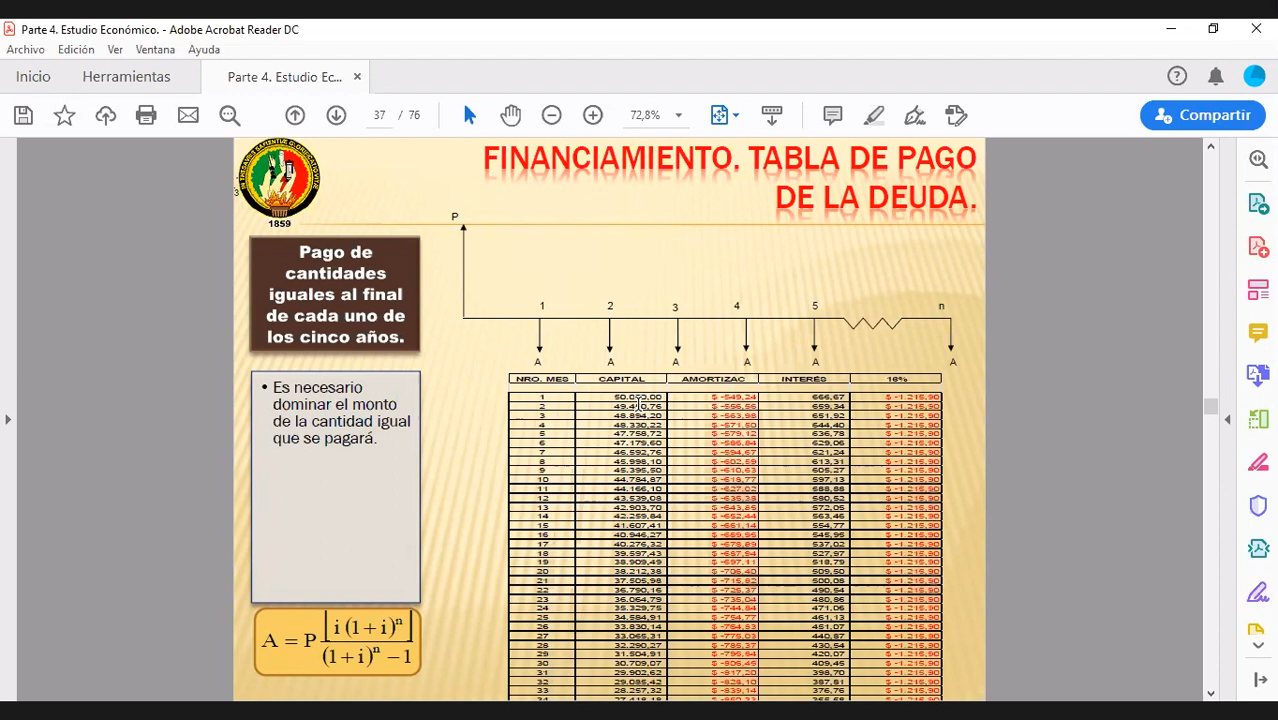 Parte 4. Estudio Económico. - Adobe Acrobat Reader DC
Archivo Edición Ver Ventana Ayuda
Inicio Herramientas Parte 4. Estudio Ec... ×
37 / 76 72,8% Compartir
FINANCIAMIENTO. TABLA DE PAGO
DE LA DEUDA.
1859
Pago de
cantidades
iguales al final
de cada uno de
los cinco años.
P
1 2 3 4 5 n
A A A A A A
• Es necesario
dominar el monto
de la cantidad igual
que se pagará.
A = P [i (1 + i)^n] / (1 + i)^n − 1
NRO. MES CAPITAL AMORTIZAC INTERÉS 16%
1 50.000,00 $ -549,24 666,67 $ -1.215,90
2 49.450,76 $ -556,56 659,34 $ -1.215,90
3 48.894,20 $ -563,98 651,92 $ -1.215,90
4 48.330,22 $ -571,50 644,40 $ -1.215,90
5 47.758,72 $ -579,12 636,78 $ -1.215,90
6 47.179,60 $ -586,84 629,06 $ -1.215,90
7 46.592,76 $ -594,67 621,24 $ -1.215,90
8 45.998,10 $ -602,59 613,31 $ -1.215,90
9 45.395,50 $ -610,63 605,27 $ -1.215,90
10 44.784,87 $ -618,77 597,13 $ -1.215,90
11 44.166,10 $ -627,02 588,88 $ -1.215,90
12 43.539,08 $ -635,38 580,52 $ -1.215,90
13 42.903,70 $ -643,85 572,05 $ -1.215,90
14 42.259,84 $ -652,44 563,46 $ -1.215,90
15 41.607,41 $ -661,14 554,77 $ -1.215,90
16 40.946,27 $ -669,95 545,95 $ -1.215,90
17 40.276,32 $ -678,89 537,02 $ -1.215,90
18 39.597,43 $ -687,94 527,97 $ -1.215,90
19 38.909,49 $ -697,11 518,79 $ -1.215,90
20 38.212,38 $ -706,40 509,50 $ -1.215,90
21 37.505,98 $ -715,82 500,08 $ -1.215,90
22 36.790,16 $ -725,37 490,54 $ -1.215,90
23 36.064,79 $ -735,04 480,86 $ -1.215,90
24 35.329,75 $ -744,84 471,06 $ -1.215,90
25 34.584,91 $ -754,77 461,13 $ -1.215,90
26 33.830,14 $ -764,83 451,07 $ -1.215,90
27 33.065,31 $ -775,03 440,87 $ -1.215,90
28 32.290,27 $ -785,37 430,54 $ -1.215,90
29 31.504,91 $ -795,84 420,07 $ -1.215,90
30 30.709,07 $ -806,45 409,45 $ -1.215,90
31 29.902,62 $ -817,20 398,70 $ -1.215,90
32 29.085,42 $ -828,10 387,81 $ -1.215,90
33 28.257,32 $ -839,14 376,76 $ -1.215,90